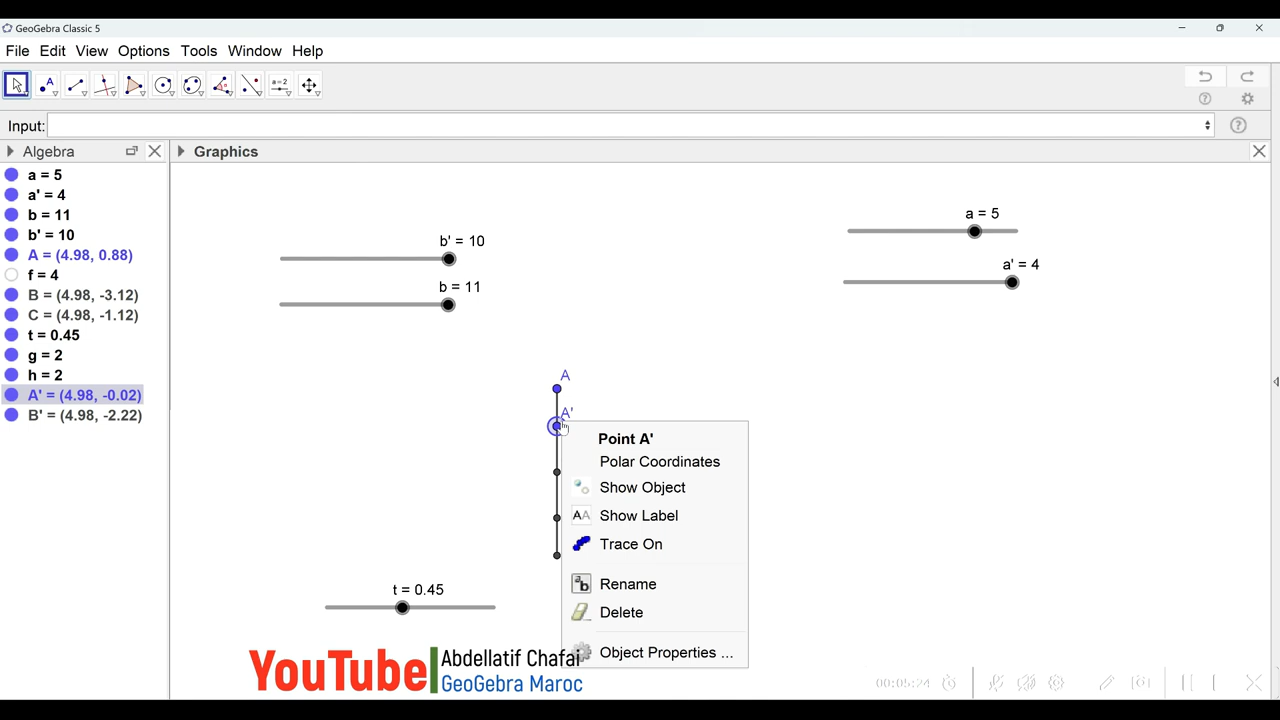 GeoGebra Classic 5
File Edit View Options Tools Window Help
A
a=2
Input:
Algebra
Graphics
a = 5
a' = 4
b = 11
b' = 10
A = (4.98, 0.88)
f = 4
B = (4.98, -3.12)
C = (4.98, -1.12)
t = 0.45
g = 2
h = 2
A' = (4.98, -0.02)
B' = (4.98, -2.22)
b' = 10
b = 11
a = 5
a' = 4
A
A'
Point A'
Polar Coordinates
Show Object
AA Show Label
Trace On
ab Rename
Delete
Object Properties ...
t = 0.45
YouTube
Abdellatif Chafai
GeoGebra Maroc
00:05:24